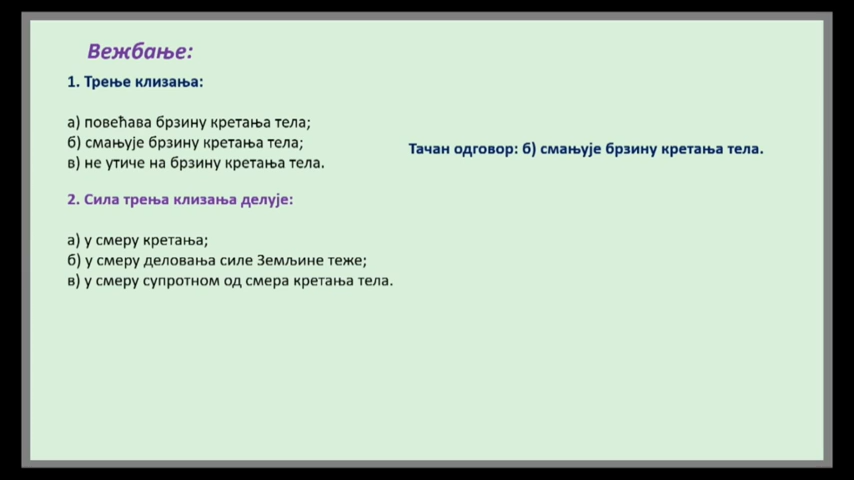 Вежбање:
1. Трење клизања:
а) повећава брзину кретања тела;
б) смањује брзину кретања тела;
в) не утиче на брзину кретања тела.
Тачан одговор: б) смањује брзину кретања тела.
2. Сила трења клизања делује:
а) у смеру кретања;
б) у смеру деловања силе Земљине теже;
в) у смеру супротном од смера кретања тела.